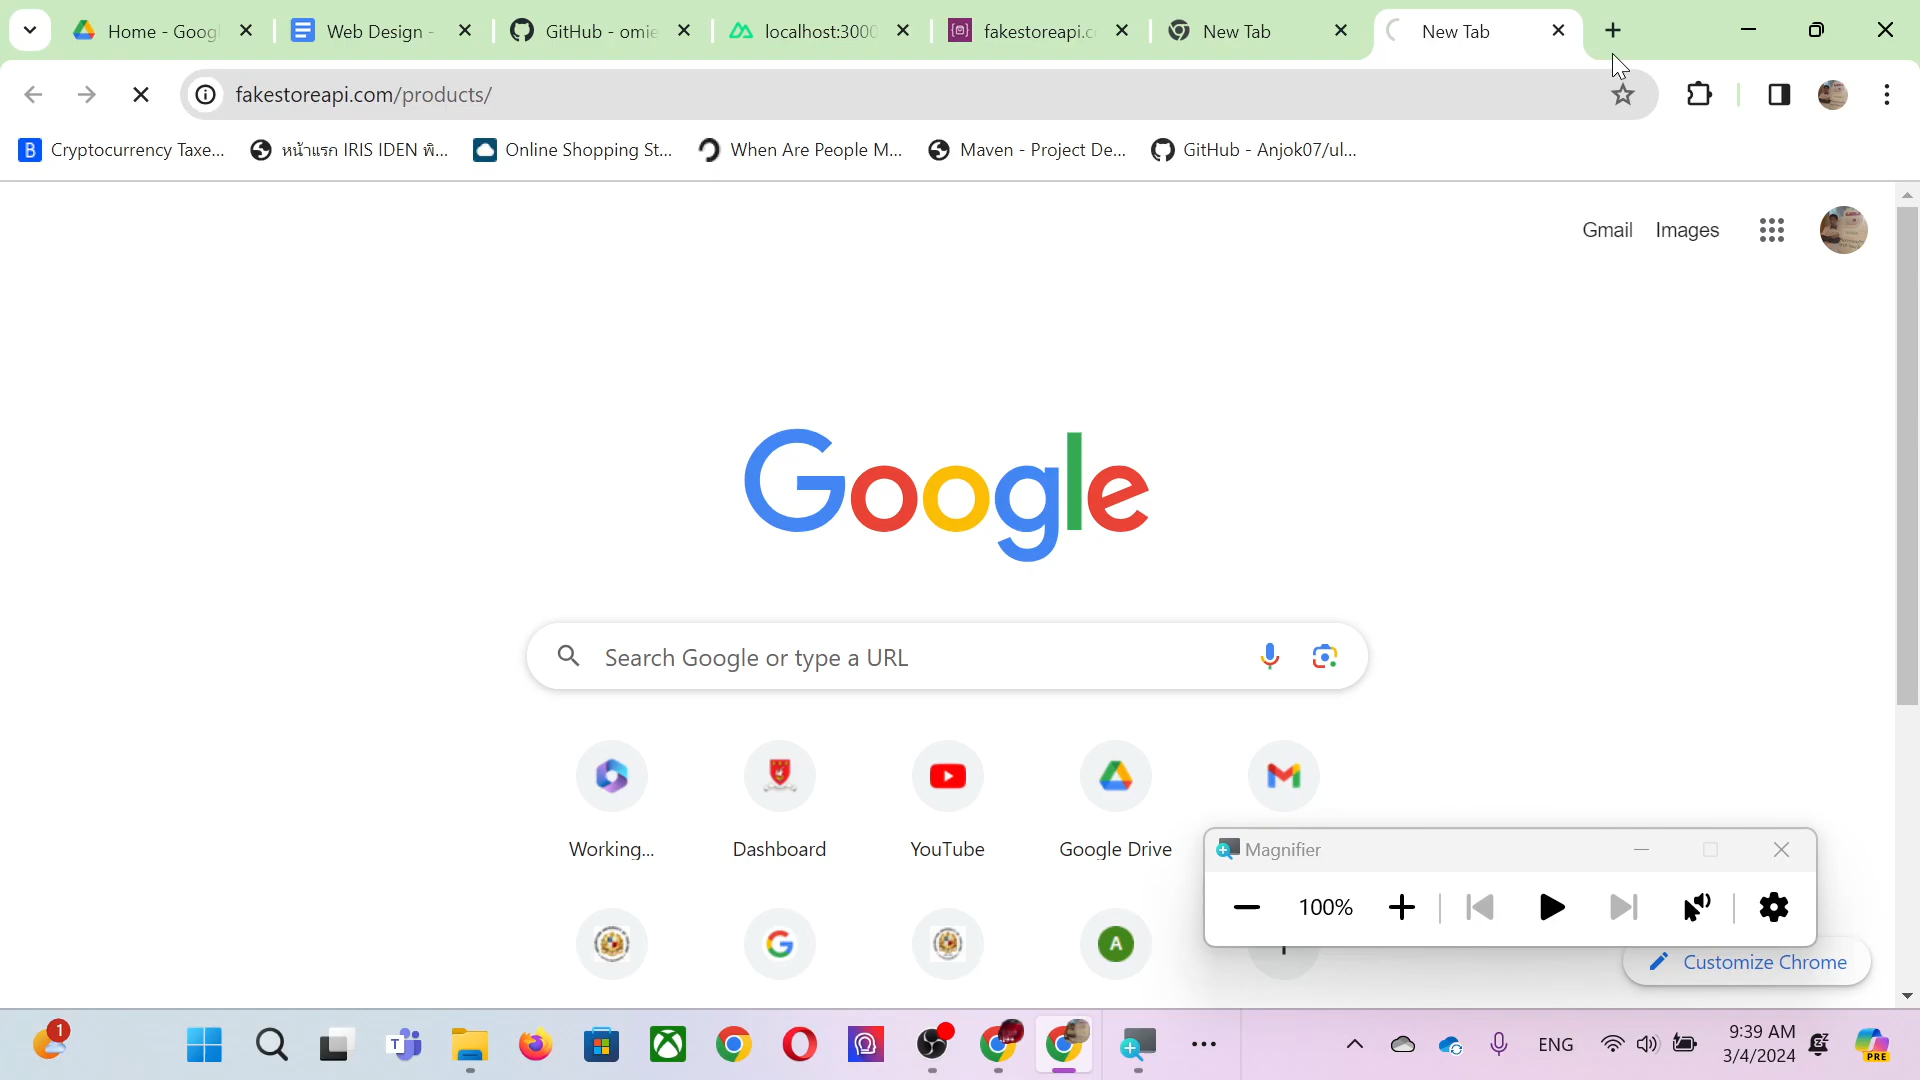 Home - Googl
Web Design -
GitHub - omie
localhost:3000
fakestoreapi.c
New Tab
New Tab
fakestoreapi.com/products/
B Cryptocurrency Taxe...
หน้าแรก IRIS IDEN พิ...
Online Shopping St...
When Are People M...
Maven - Project De...
GitHub - Anjok07/ul...
Gmail
Images
Google
Search Google or type a URL
Working...
Dashboard
YouTube
Google Drive
A
Magnifier
100%
Customize Chrome
1
T
ENG
9:39 AM
3/4/2024
PRE